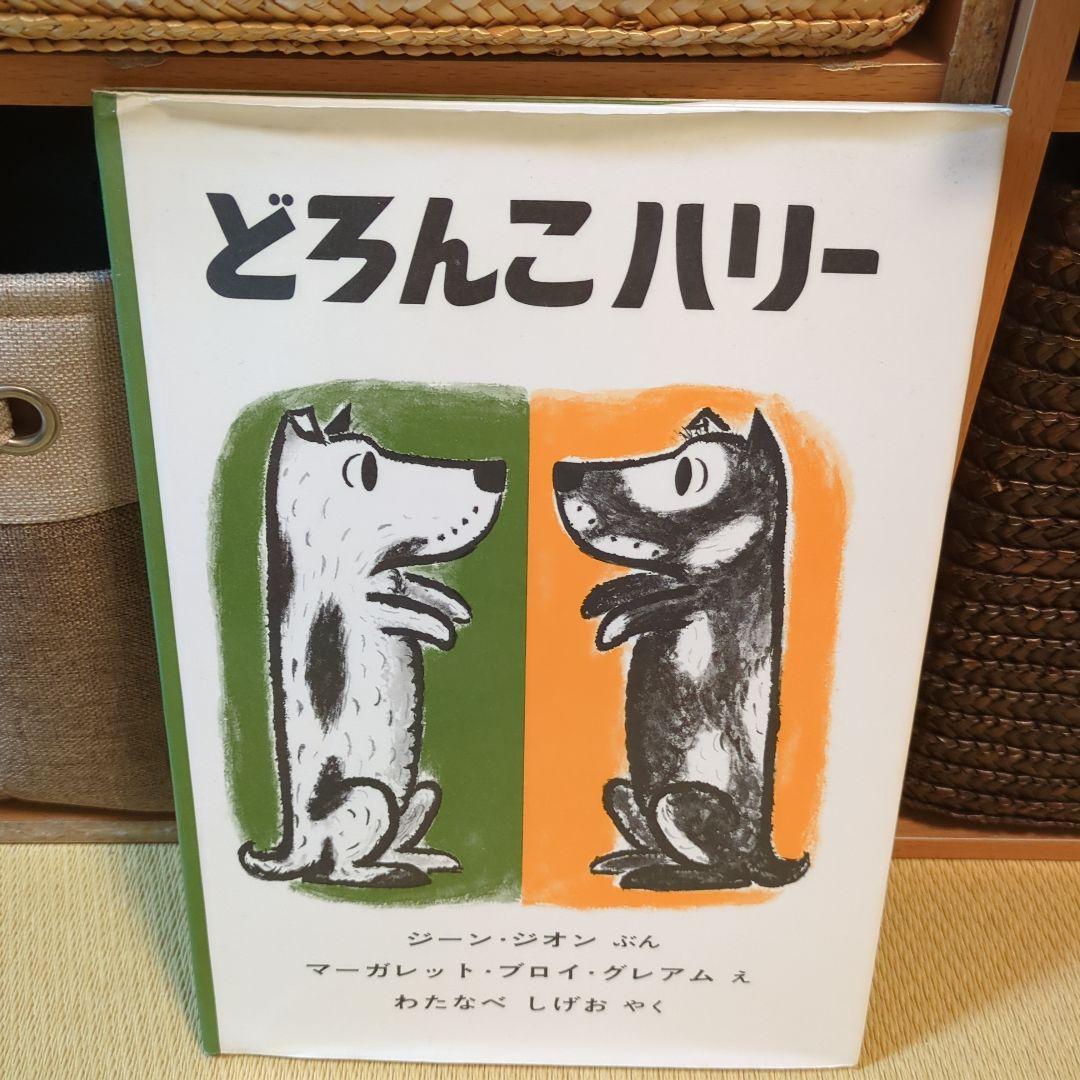 どろんこハリー
ジーン・ジオン ぶん
マーガレット・ブロイ・グレアム え
わたなべ しげお やく